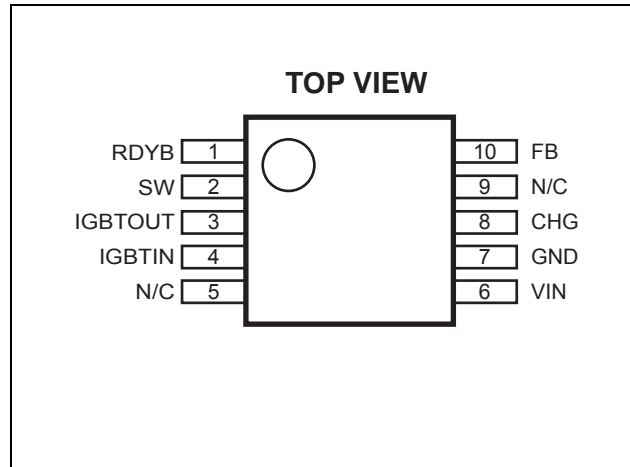 TOP VIEW
RDYB 1 10 FB
SW 2 9 N/C
IGBTOUT 3 8 CHG
IGBTIN 4 7 GND
N/C 5 6 VIN